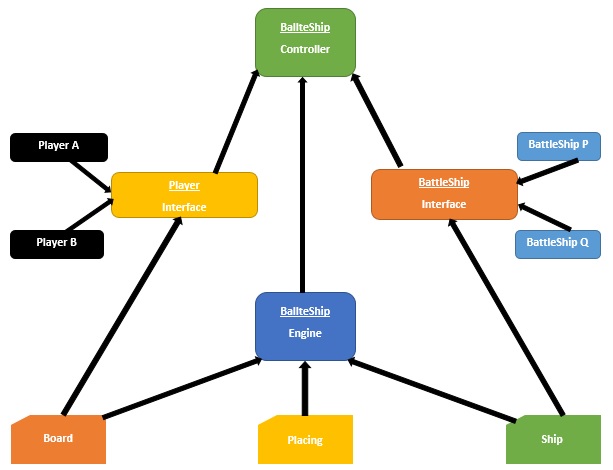 BallteShip
Controller
Player A
BattleShip P
Player
Interface
BattleShip
Interface
Player B
BattleShip Q
BallteShip
Engine
Board
Placing
Ship